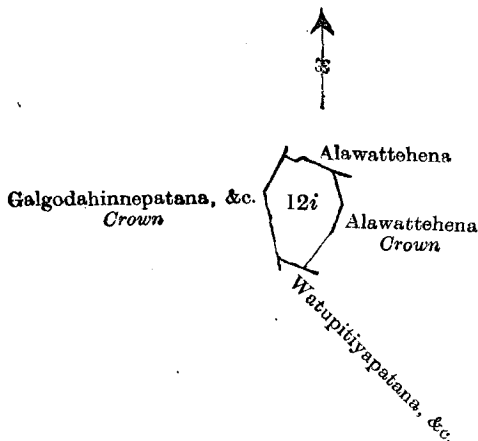 Alawattehena
Galgodahinnepatana, &c.
Crown
12i
Alawattehena
Crown
Watupitiyapatana, &c.